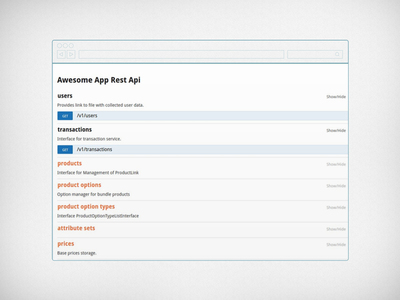 Awesome App Rest Api
users
Show/Hide
Provides link to file with collected user data.
GET /v1/users
transactions
Show/Hide
Interface for transaction service.
GET /v1/transactions
products
Show/Hide
Interface for Management of ProductLink
product options
Show/Hide
Option manager for Bundle products
product option types
Show/Hide
Interface ProductOptionTypeListInterface
attribute sets
Show/Hide
prices
Show/Hide
Base prices storage.